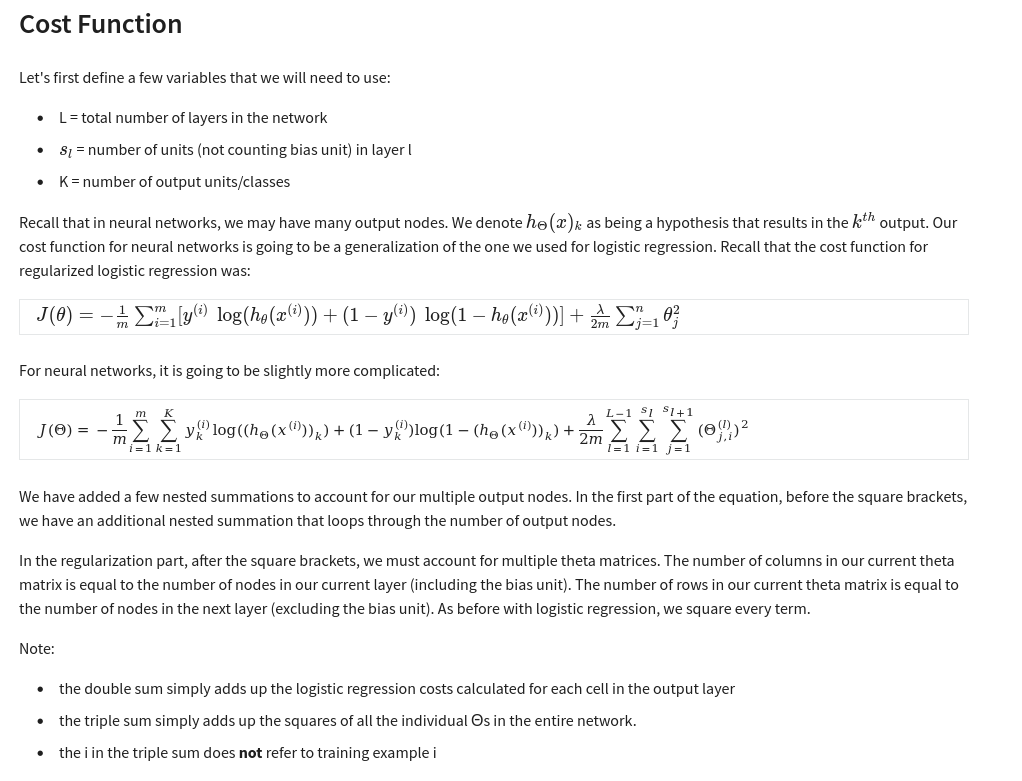 Cost Function
Let's first define a few variables that we will need to use:
• L = total number of layers in the network
• $s_l$ = number of units (not counting bias unit) in layer l
• K = number of output units/classes
Recall that in neural networks, we may have many output nodes. We denote $h_\Theta(x)_k$ as being a hypothesis that results in the $k^{th}$ output. Our
cost function for neural networks is going to be a generalization of the one we used for logistic regression. Recall that the cost function for
regularized logistic regression was:
$J(\theta) = -\frac{1}{m} \sum_{i=1}^{m} [y^{(i)} \log(h_\theta(x^{(i)})) + (1 - y^{(i)}) \log(1 - h_\theta(x^{(i)}))] + \frac{\lambda}{2m} \sum_{j=1}^{n} \theta_j^2$
For neural networks, it is going to be slightly more complicated:
$J(\Theta) = -\frac{1}{m} \sum_{i=1}^{m} \sum_{k=1}^{K} y_k^{(i)} \log((h_\Theta(x^{(i)}))_k) + (1 - y_k^{(i)}) \log(1 - (h_\Theta(x^{(i)}))_k) + \frac{\lambda}{2m} \sum_{l=1}^{L-1} \sum_{i=1}^{s_l} \sum_{j=1}^{s_{l+1}} (\Theta_{j,i}^{(l)})^2$
We have added a few nested summations to account for our multiple output nodes. In the first part of the equation, before the square brackets,
we have an additional nested summation that loops through the number of output nodes.
In the regularization part, after the square brackets, we must account for multiple theta matrices. The number of columns in our current theta
matrix is equal to the number of nodes in our current layer (including the bias unit). The number of rows in our current theta matrix is equal to
the number of nodes in the next layer (excluding the bias unit). As before with logistic regression, we square every term.
Note:
• the double sum simply adds up the logistic regression costs calculated for each cell in the output layer
• the triple sum simply adds up the squares of all the individual Θs in the entire network.
• the i in the triple sum does not refer to training example i